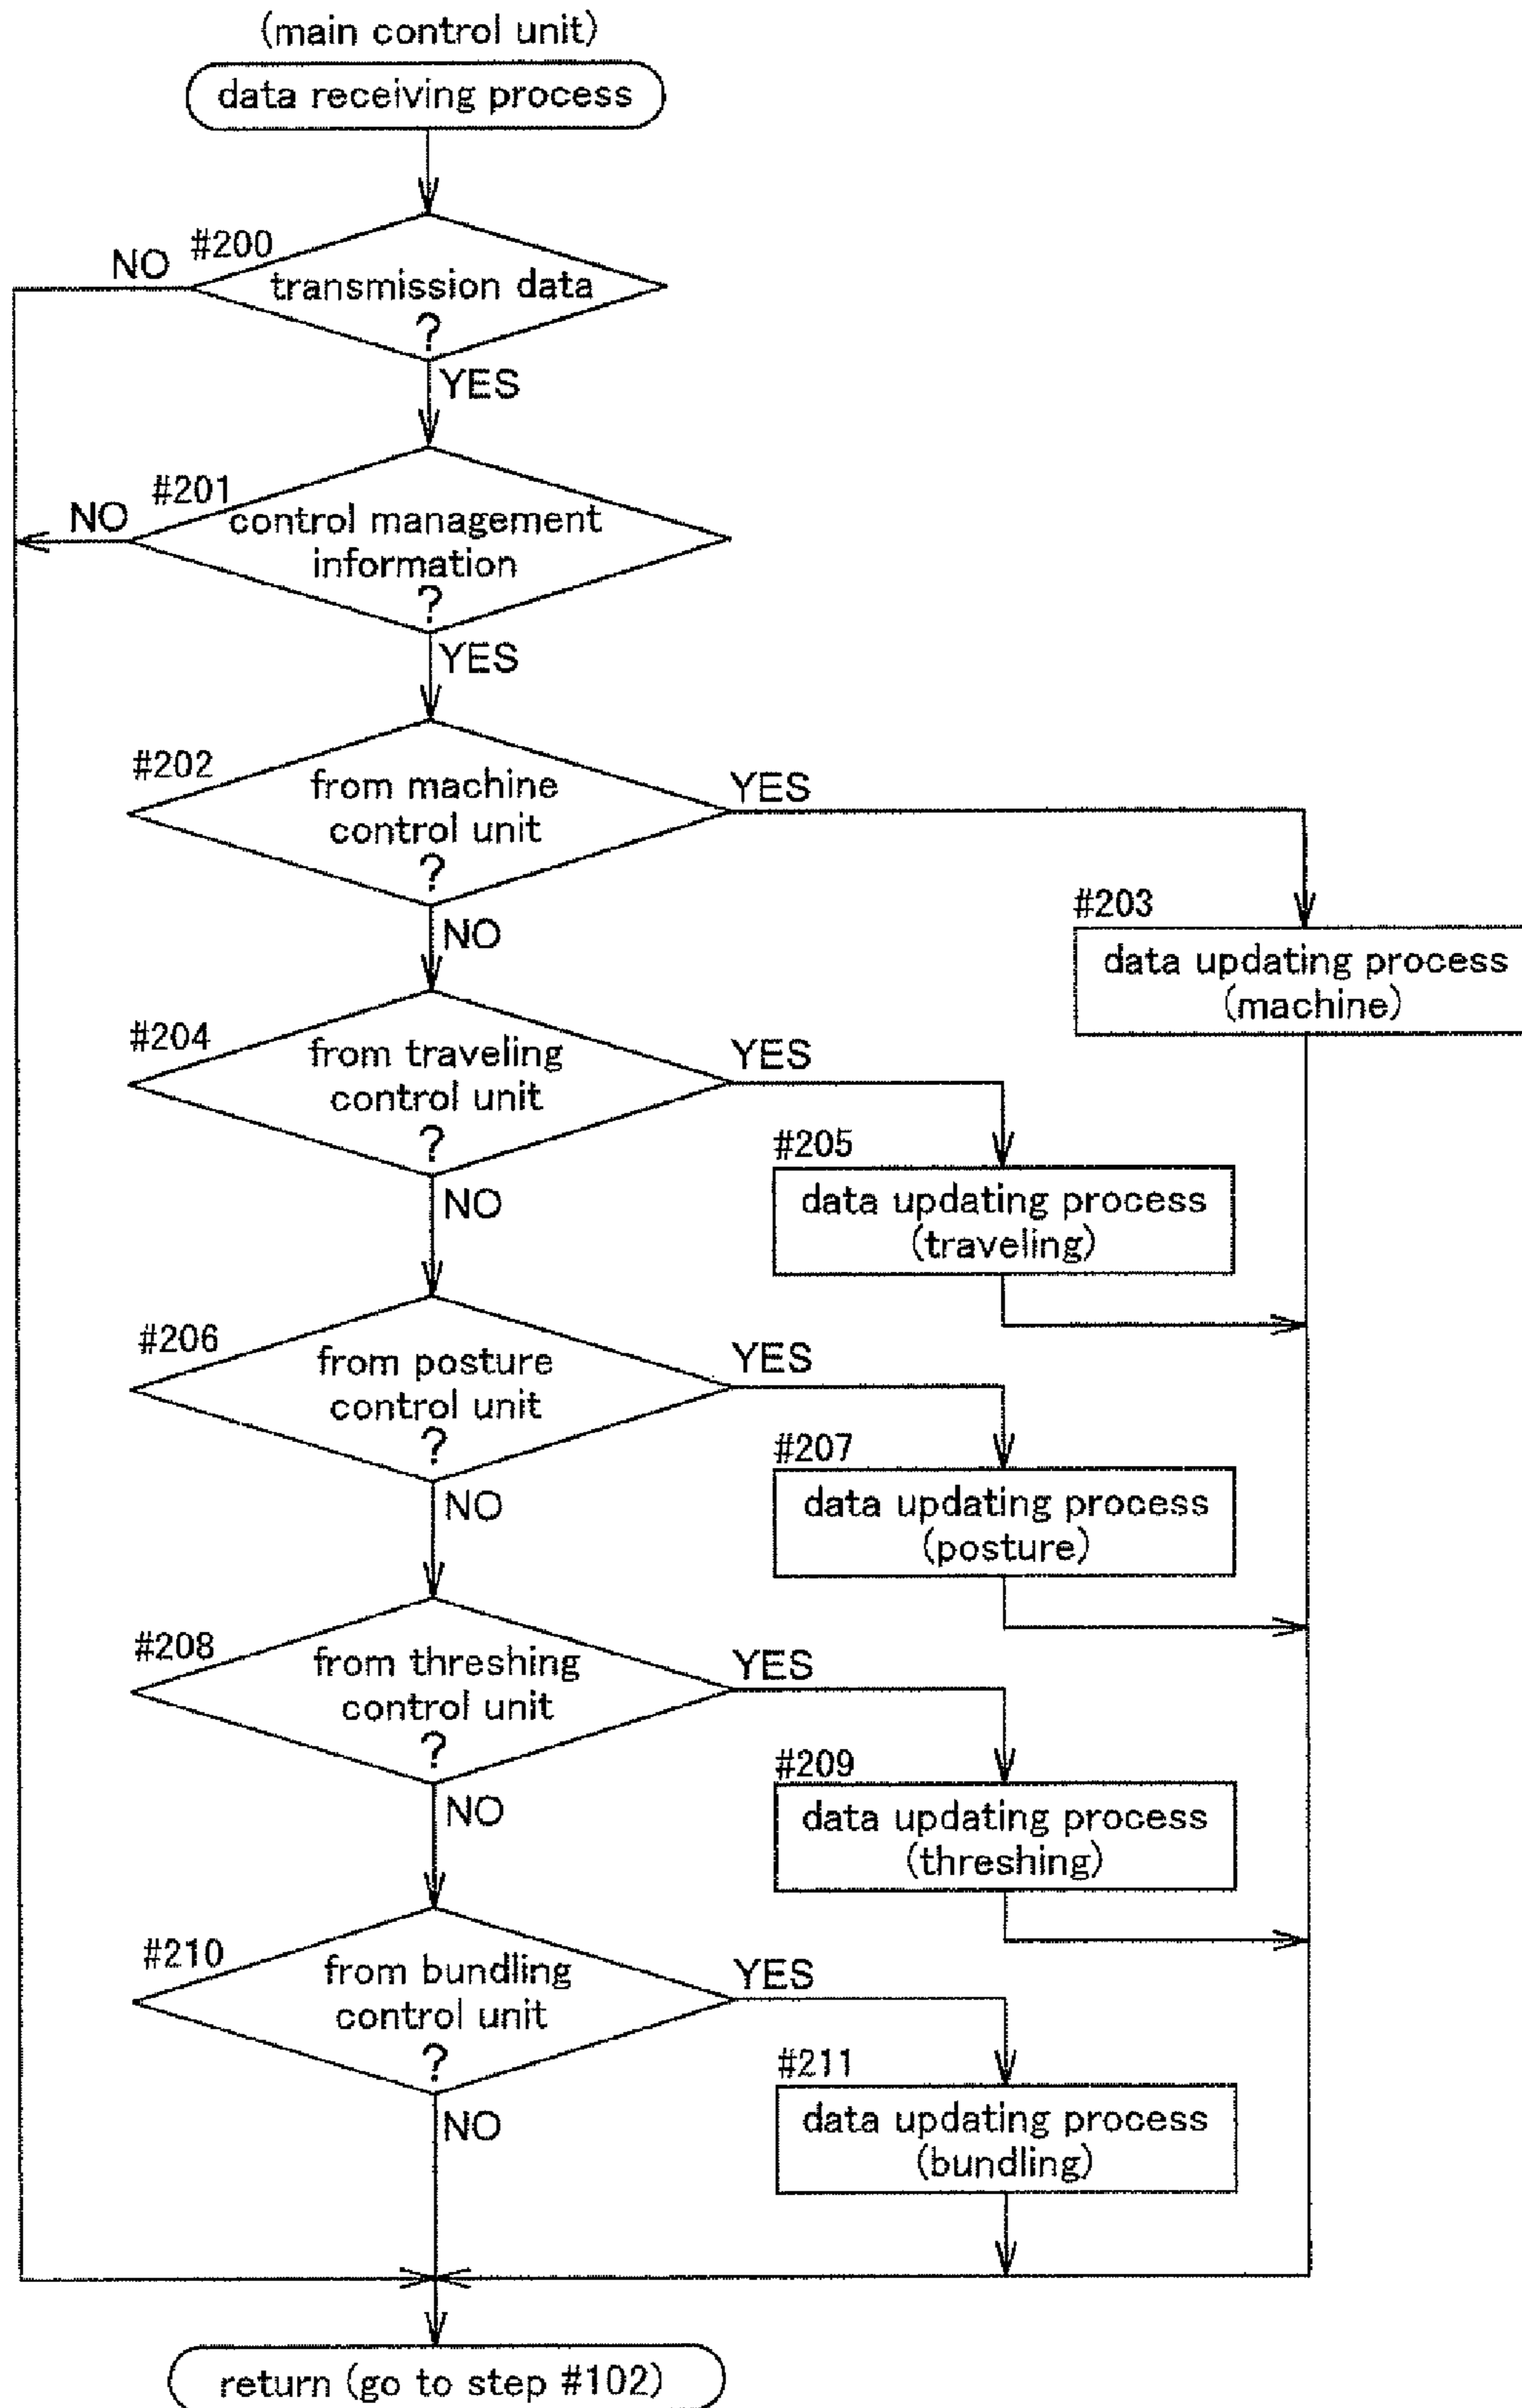 (main control unit)
data receiving process
#200
NO
transmission data
?
YES
#201
NO
control management
information
?
YES
#202
from machine
control unit
?
YES
NO
#203
data updating process
(machine)
#204
from traveling
control unit
?
YES
NO
#205
data updating process
(traveling)
#206
from posture
control unit
?
YES
NO
#207
data updating process
(posture)
#208
from threshing
control unit
?
YES
NO
#209
data updating process
(threshing)
#210
from bundling
control unit
?
YES
NO
#211
data updating process
(bundling)
return (go to step #102)